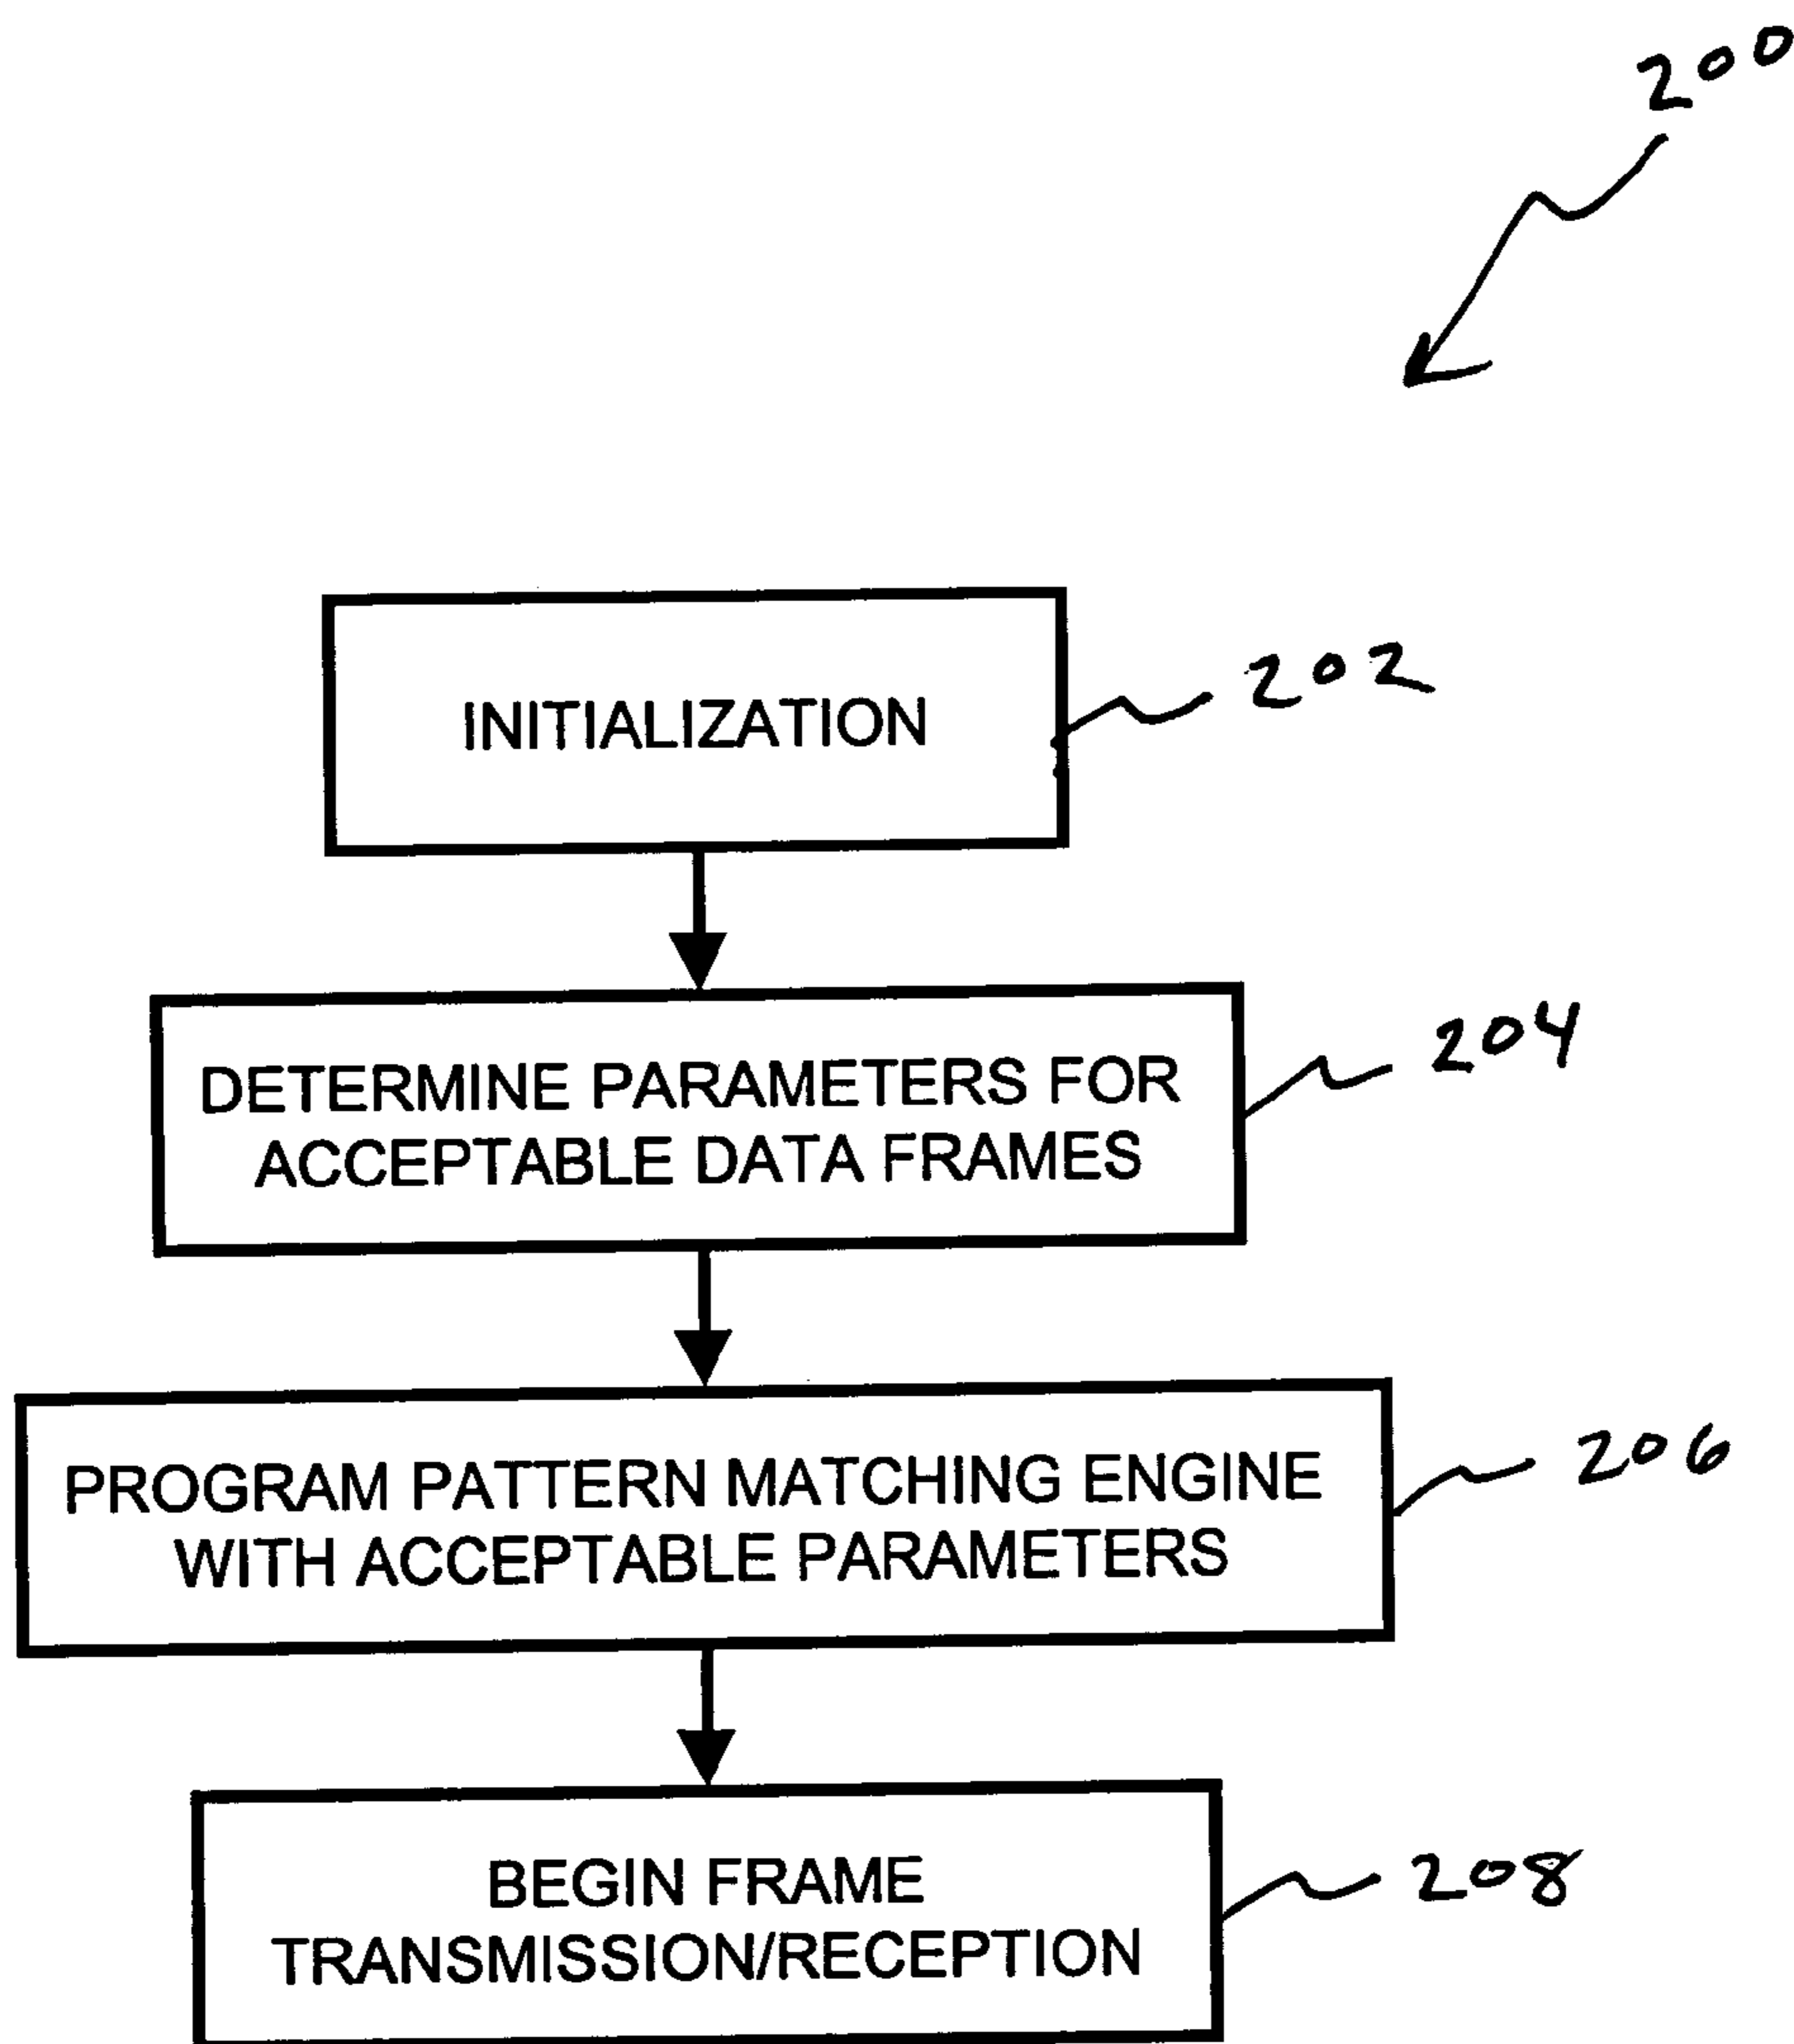 200
INITIALIZATION
202
DETERMINE PARAMETERS FOR
ACCEPTABLE DATA FRAMES
204
PROGRAM PATTERN MATCHING ENGINE
WITH ACCEPTABLE PARAMETERS
206
BEGIN FRAME
TRANSMISSION/RECEPTION
208